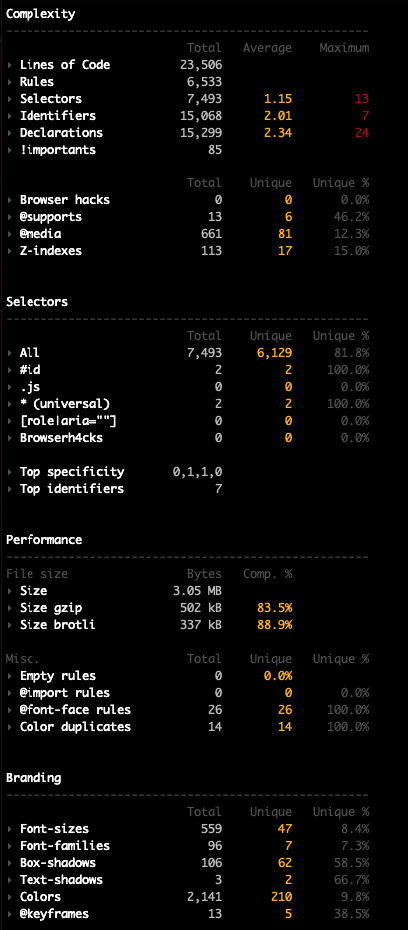 Complexity
Total Average Maximum
› Lines of Code 23,506
› Rules 6,533
› Selectors 7,493 1.15 13
› Identifiers 15,068 2.01 7
› Declarations 15,299 2.34 24
› !importants 85
Total Unique Unique %
› Browser hacks 0 0 0.0%
› @supports 13 6 46.2%
› @media 661 81 12.3%
› Z-indexes 113 17 15.0%
Selectors
Total Unique Unique %
› All 7,493 6,129 81.8%
› #id 2 2 100.0%
› .js 0 0 0.0%
› * (universal) 2 2 100.0%
› [role|aria=""] 0 0 0.0%
› Browserh4cks 0 0 0.0%
› Top specificity 0,1,1,0
› Top identifiers 7
Performance
File size Bytes Comp. %
› Size 3.05 MB
› Size gzip 502 kB 83.5%
› Size brotli 337 kB 88.9%
Misc. Total Unique Unique %
› Empty rules 0 0.0%
› @import rules 0 0 0.0%
› @font-face rules 26 26 100.0%
› Color duplicates 14 14 100.0%
Branding
Total Unique Unique %
› Font-sizes 559 47 8.4%
› Font-families 96 7 7.3%
› Box-shadows 106 62 58.5%
› Text-shadows 3 2 66.7%
› Colors 2,141 210 9.8%
› @keyframes 13 5 38.5%